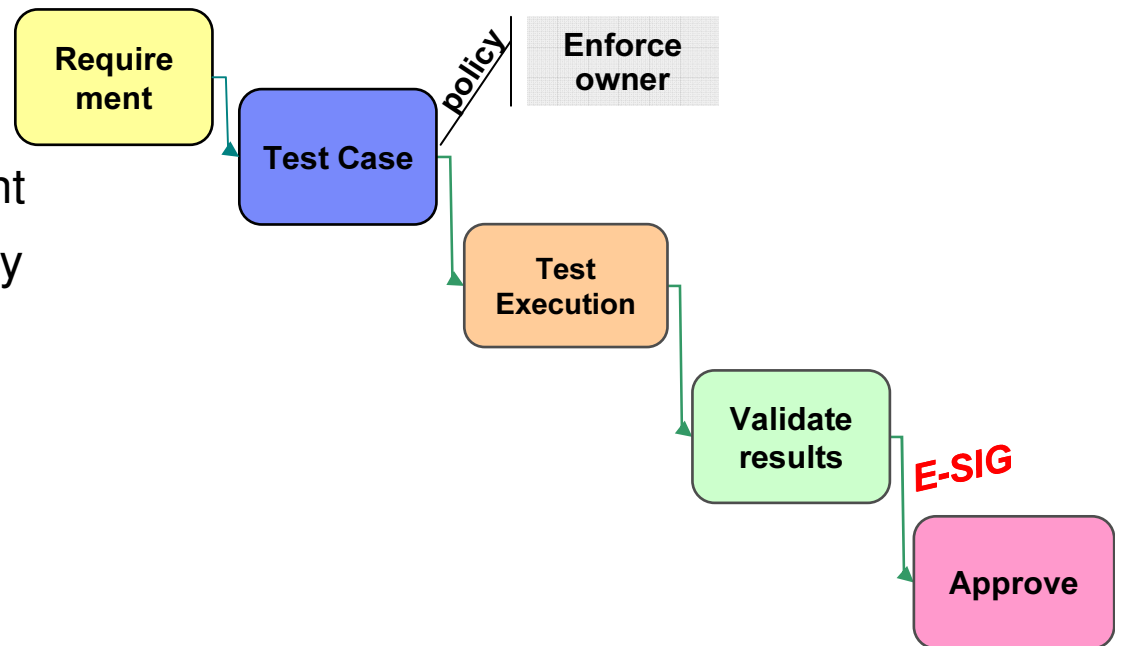 Require
ment
policy
Enforce
owner
Test Case
nt
y
Test
Execution
Validate
results
E-SIG
Approve